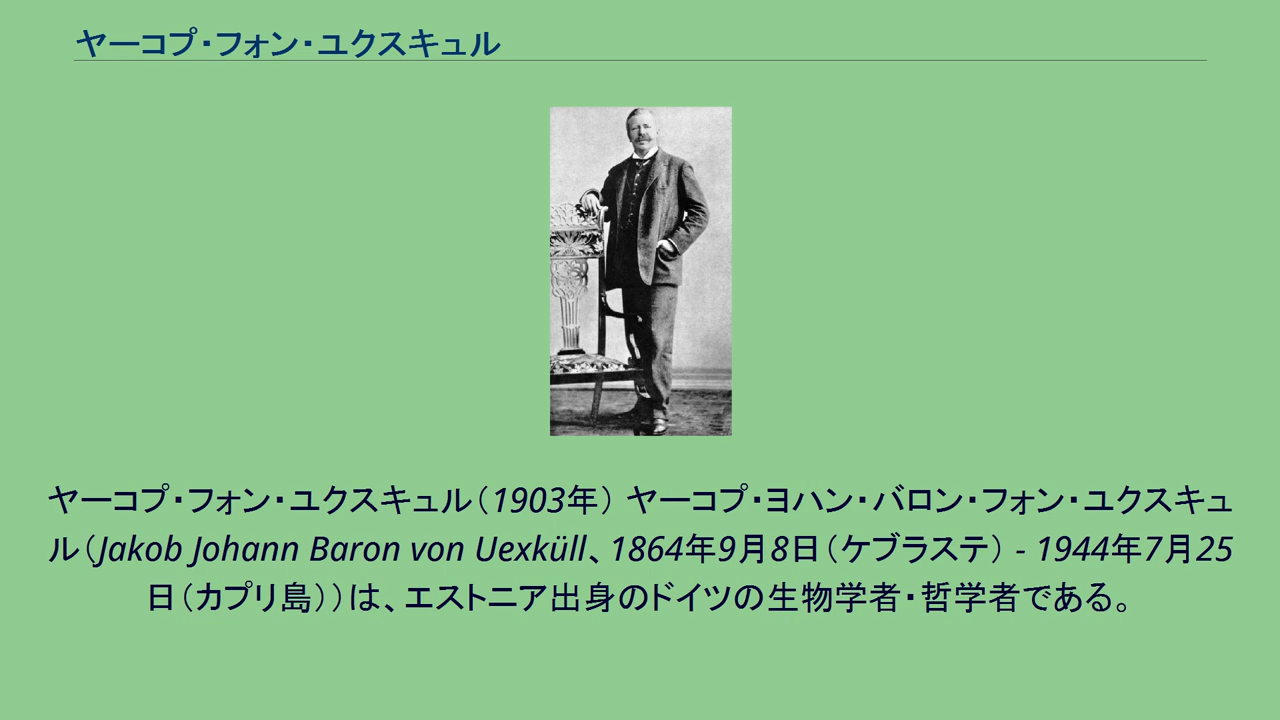 ヤーコプ・フォン・ユクスキュル
ヤーコプ・フォン・ユクスキュル（1903年） ヤーコプ・ヨハン・バロン・フォン・ユクスキュ
ル（Jakob Johann Baron von Uexküll、1864年9月8日（ケブラステ） - 1944年7月25
日（カプリ島））は、エストニア出身のドイツの生物学者・哲学者である。